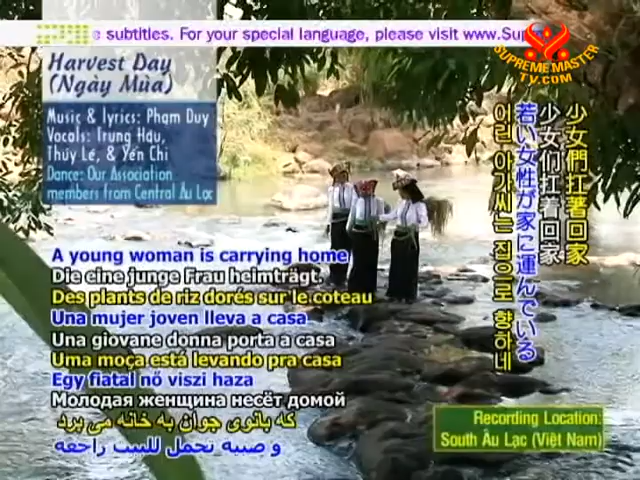 e subtitles. For your special language, please visit www.Sup
SUPREME MASTER
TV.COM
Harvest Day
(Ngày Mùa)
Music & lyrics: Phạm Duy
Vocals: Trung Hậu,
Thúy Lê, & Yến Chi
Dance: Our Association
members from Central Âu Lạc
A young woman is carrying home
Die eine junge Frau heimträgt.
Des plants de riz dorés sur le coteau
Una mujer joven lleva a casa
Una giovane donna porta a casa
Uma moça está levando pra casa
Egy fiatal nő viszi haza
Молодая женщина несёт домой
که بانوی جوان به خانه می برد
و صبية تحمل للبيت راجعة
少女們扛著回家
少女们扛着回家
若い女性が家に運んでいる
어린 아가씨는 집으로 향하네
Recording Location:
South Âu Lạc (Việt Nam)